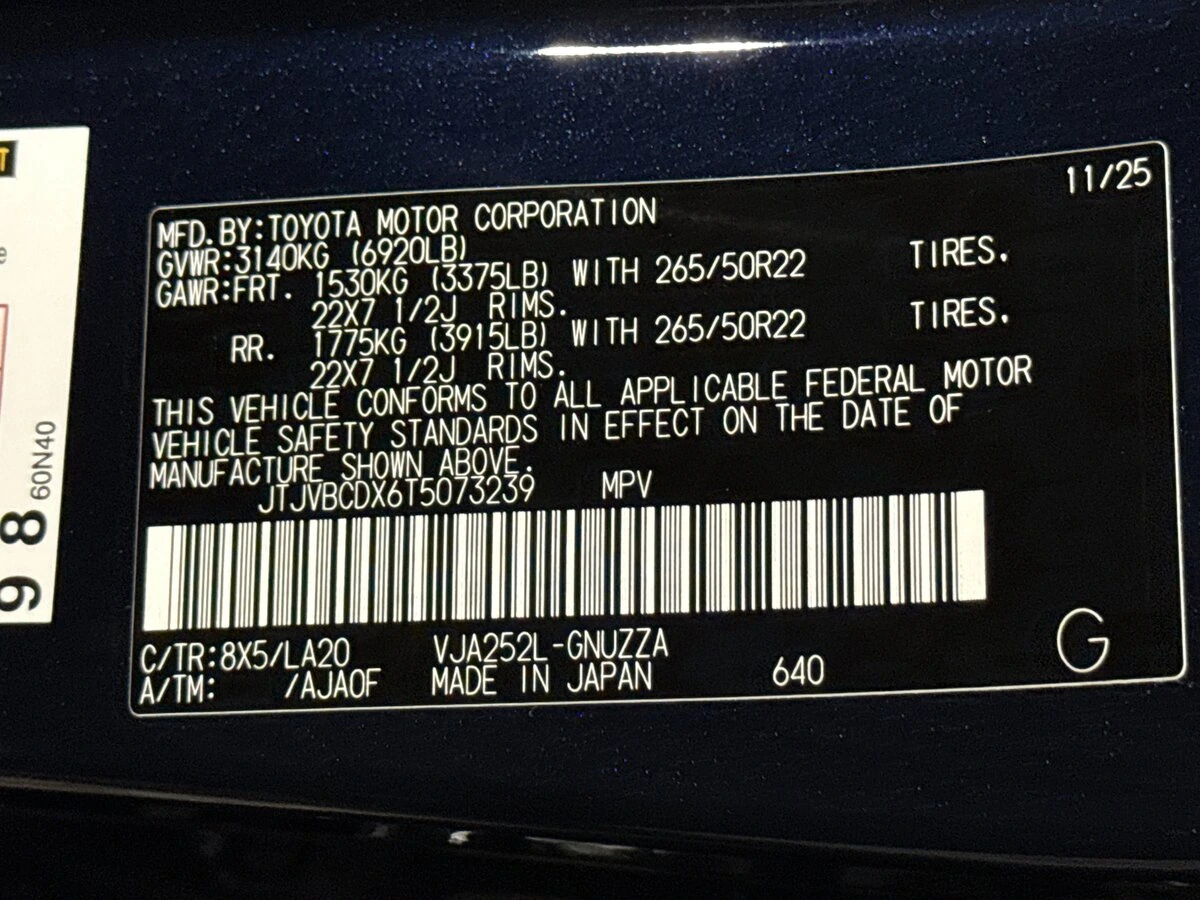 11/25
MFD. BY:TOYOTA MOTOR CORPORATION
GVWR:3140KG (6920LB)
GAWR:FRT. 1530KG (3375LB) WITH 265/50R22 TIRES.
22X7 1/2J RIMS.
RR. 1775KG (3915LB) WITH 265/50R22 TIRES.
22X7 1/2J RIMS.
THIS VEHICLE CONFORMS TO ALL APPLICABLE FEDERAL MOTOR
VEHICLE SAFETY STANDARDS IN EFFECT ON THE DATE OF
MANUFACTURE SHOWN ABOVE.
JTJVBCDX6T5073239 MPV
C/TR:8X5/LA20 VJA252L-GNUZZA
A/TM: /AJA0F MADE IN JAPAN 640
G
60N40
9 8